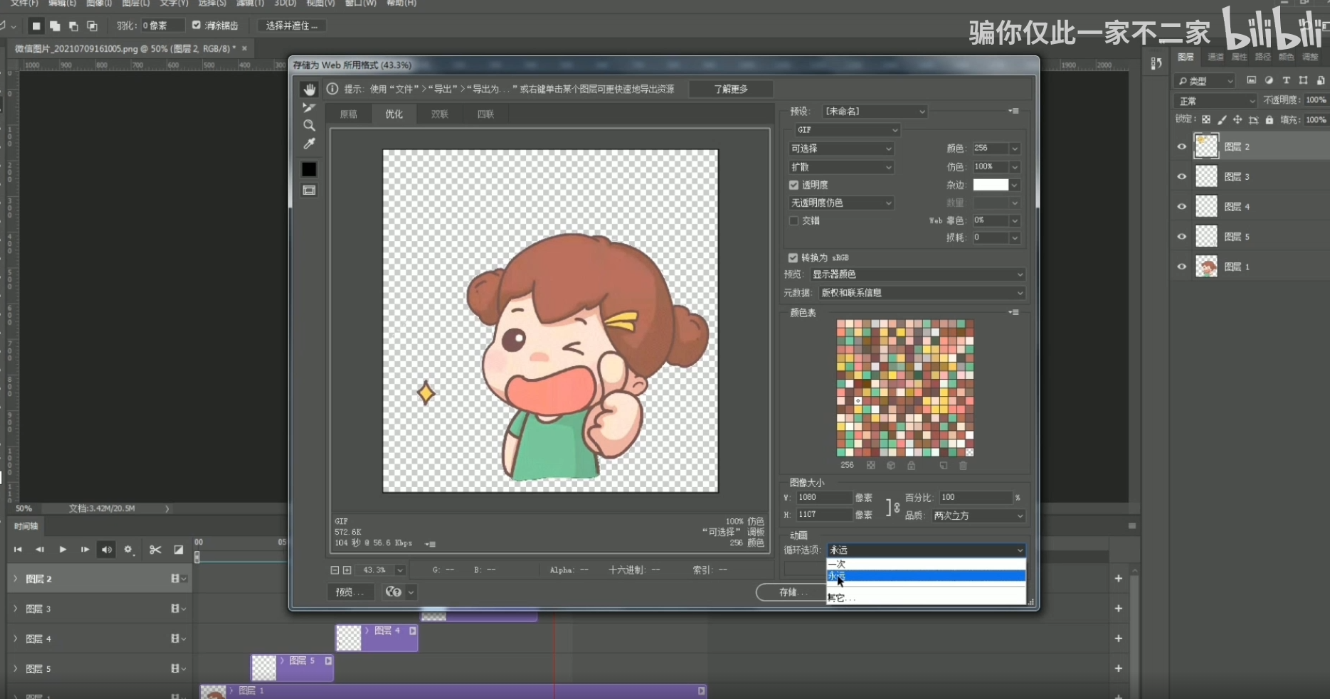 文件(F) 编辑(E) 图像(I) 图层(L) 文字(Y) 选择(S) 滤镜(T) 3D(D) 视图(V) 窗口(W) 帮助(H)
羽化: 0 像素 消除锯齿 选择并遮住...
骗你仅此一家不二家 bilibili
微信图片_20210709161005.png @ 50% (图层 2, RGB/8) *
存储为 Web 所用格式 (43.3%)
提示: 使用“文件”>“导出”>“导出为...”或右键单击某个图层可更快速地导出资源 了解更多
原稿 优化 双联 四联
预设: [未命名]
GIF
可选择 颜色: 256
扩散 仿色: 100%
透明度 杂边:
无透明度仿色 数量:
交错 Web 靠色: 0%
损耗: 0
转换为 sRGB
预览: 显示器颜色
元数据: 版权和联系信息
颜色表
256
图像大小
W: 1080 像素 百分比: 100 %
H: 1107 像素 品质: 两次立方
动画
循环选项: 永远
一次
永远
其它...
GIF
572.6K
104 秒 @ 56.6 Kbps
100% 仿色
“可选择” 调板
256 颜色
43.3% G: -- B: -- Alpha: -- 十六进制: -- 索引: --
预览... 存储...
图层 通道 属性 路径 颜色 调整
类型
正常 不透明度: 100%
锁定: 填充: 100%
图层 2
图层 3
图层 4
图层 5
图层 1
50% 文档:3.42M/20.5M
时间轴
00
图层 2
图层 3
图层 4 图层 4
图层 5 图层 5
图层 1